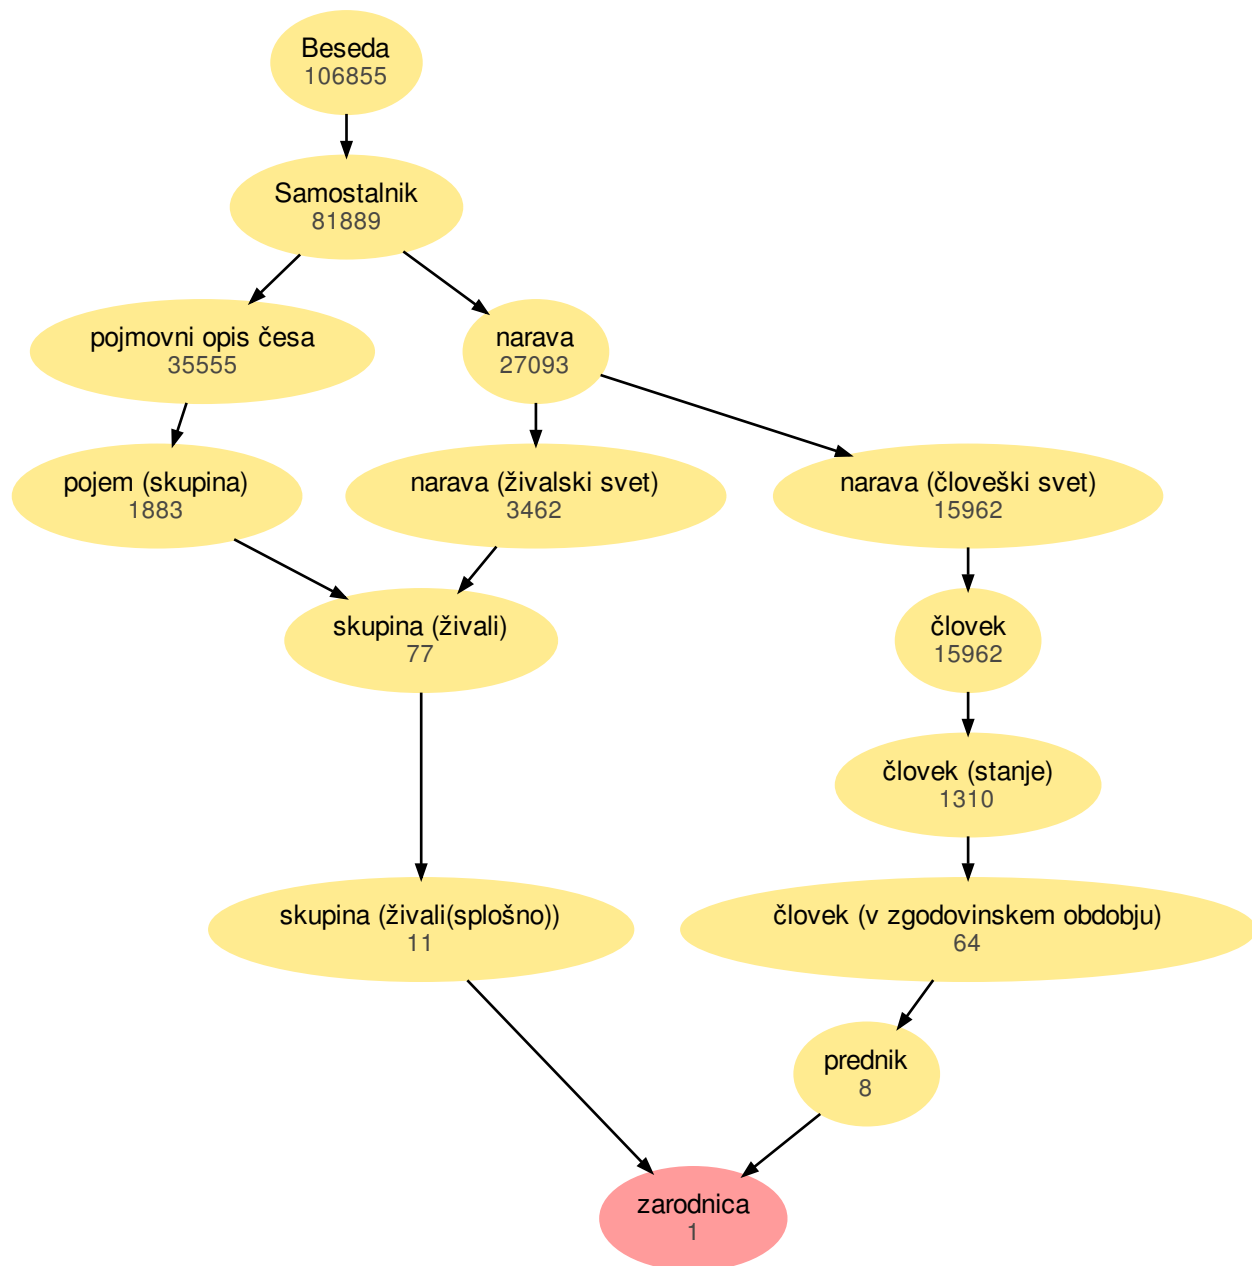 Beseda
106855
Samostalnik
81889
pojmovni opis česa
35555
narava
27093
pojem (skupina)
1883
narava (živalski svet)
3462
narava (človeški svet)
15962
skupina (živali)
77
človek
15962
človek (stanje)
1310
skupina (živali(splošno))
11
človek (v zgodovinskem obdobju)
64
prednik
8
zarodnica
1